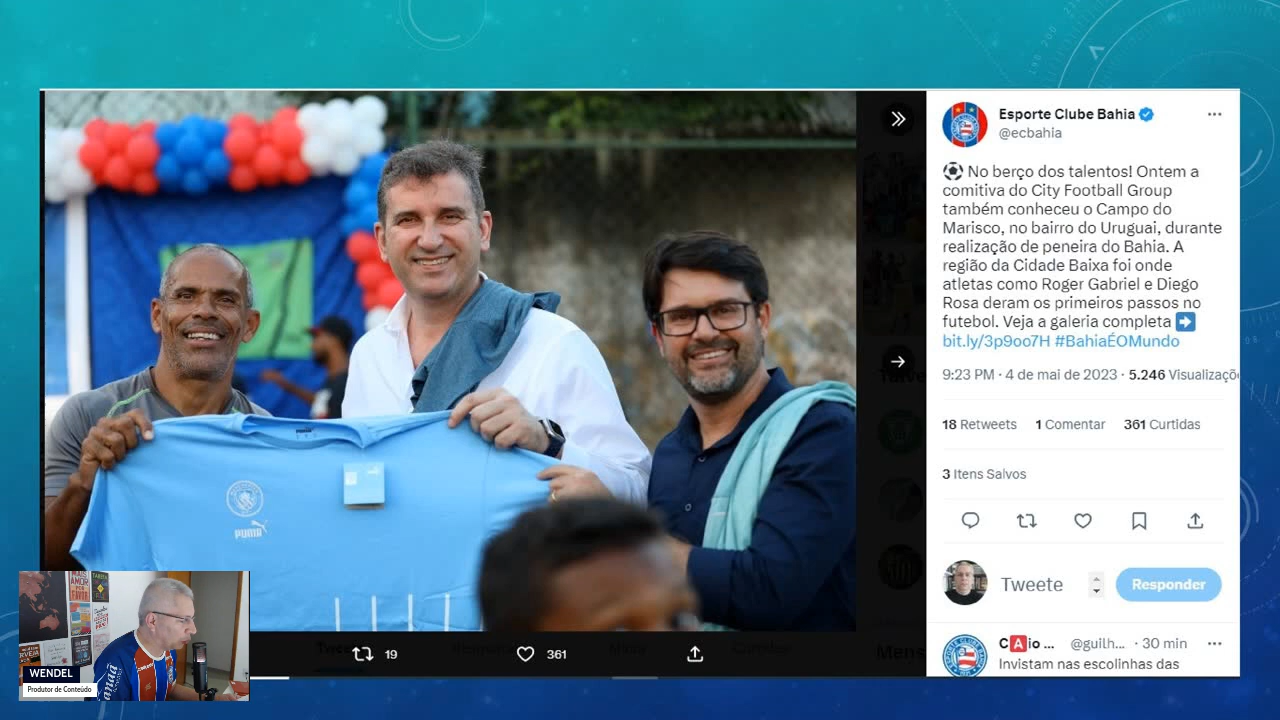 Esporte Clube Bahia
@ecbahia
No berço dos talentos! Ontem a
comitiva do City Football Group
também conheceu o Campo do
Marisco, no bairro do Uruguai, durante
realização de peneira do Bahia. A
região da Cidade Baixa foi onde
atletas como Roger Gabriel e Diego
Rosa deram os primeiros passos no
futebol. Veja a galeria completa
bit.ly/3p9oo7H #BahiaÉOMundo
9:23 PM · 4 de mai de 2023 · 5.246 Visualizaçõ
18 Retweets 1 Comentar 361 Curtidas
3 Itens Salvos
Tweete
Responder
C🅰io ... @guilh... · 30 min
Invistam nas escolinhas das
19
361
PUMA
WENDEL
Produtor de Conteúdo